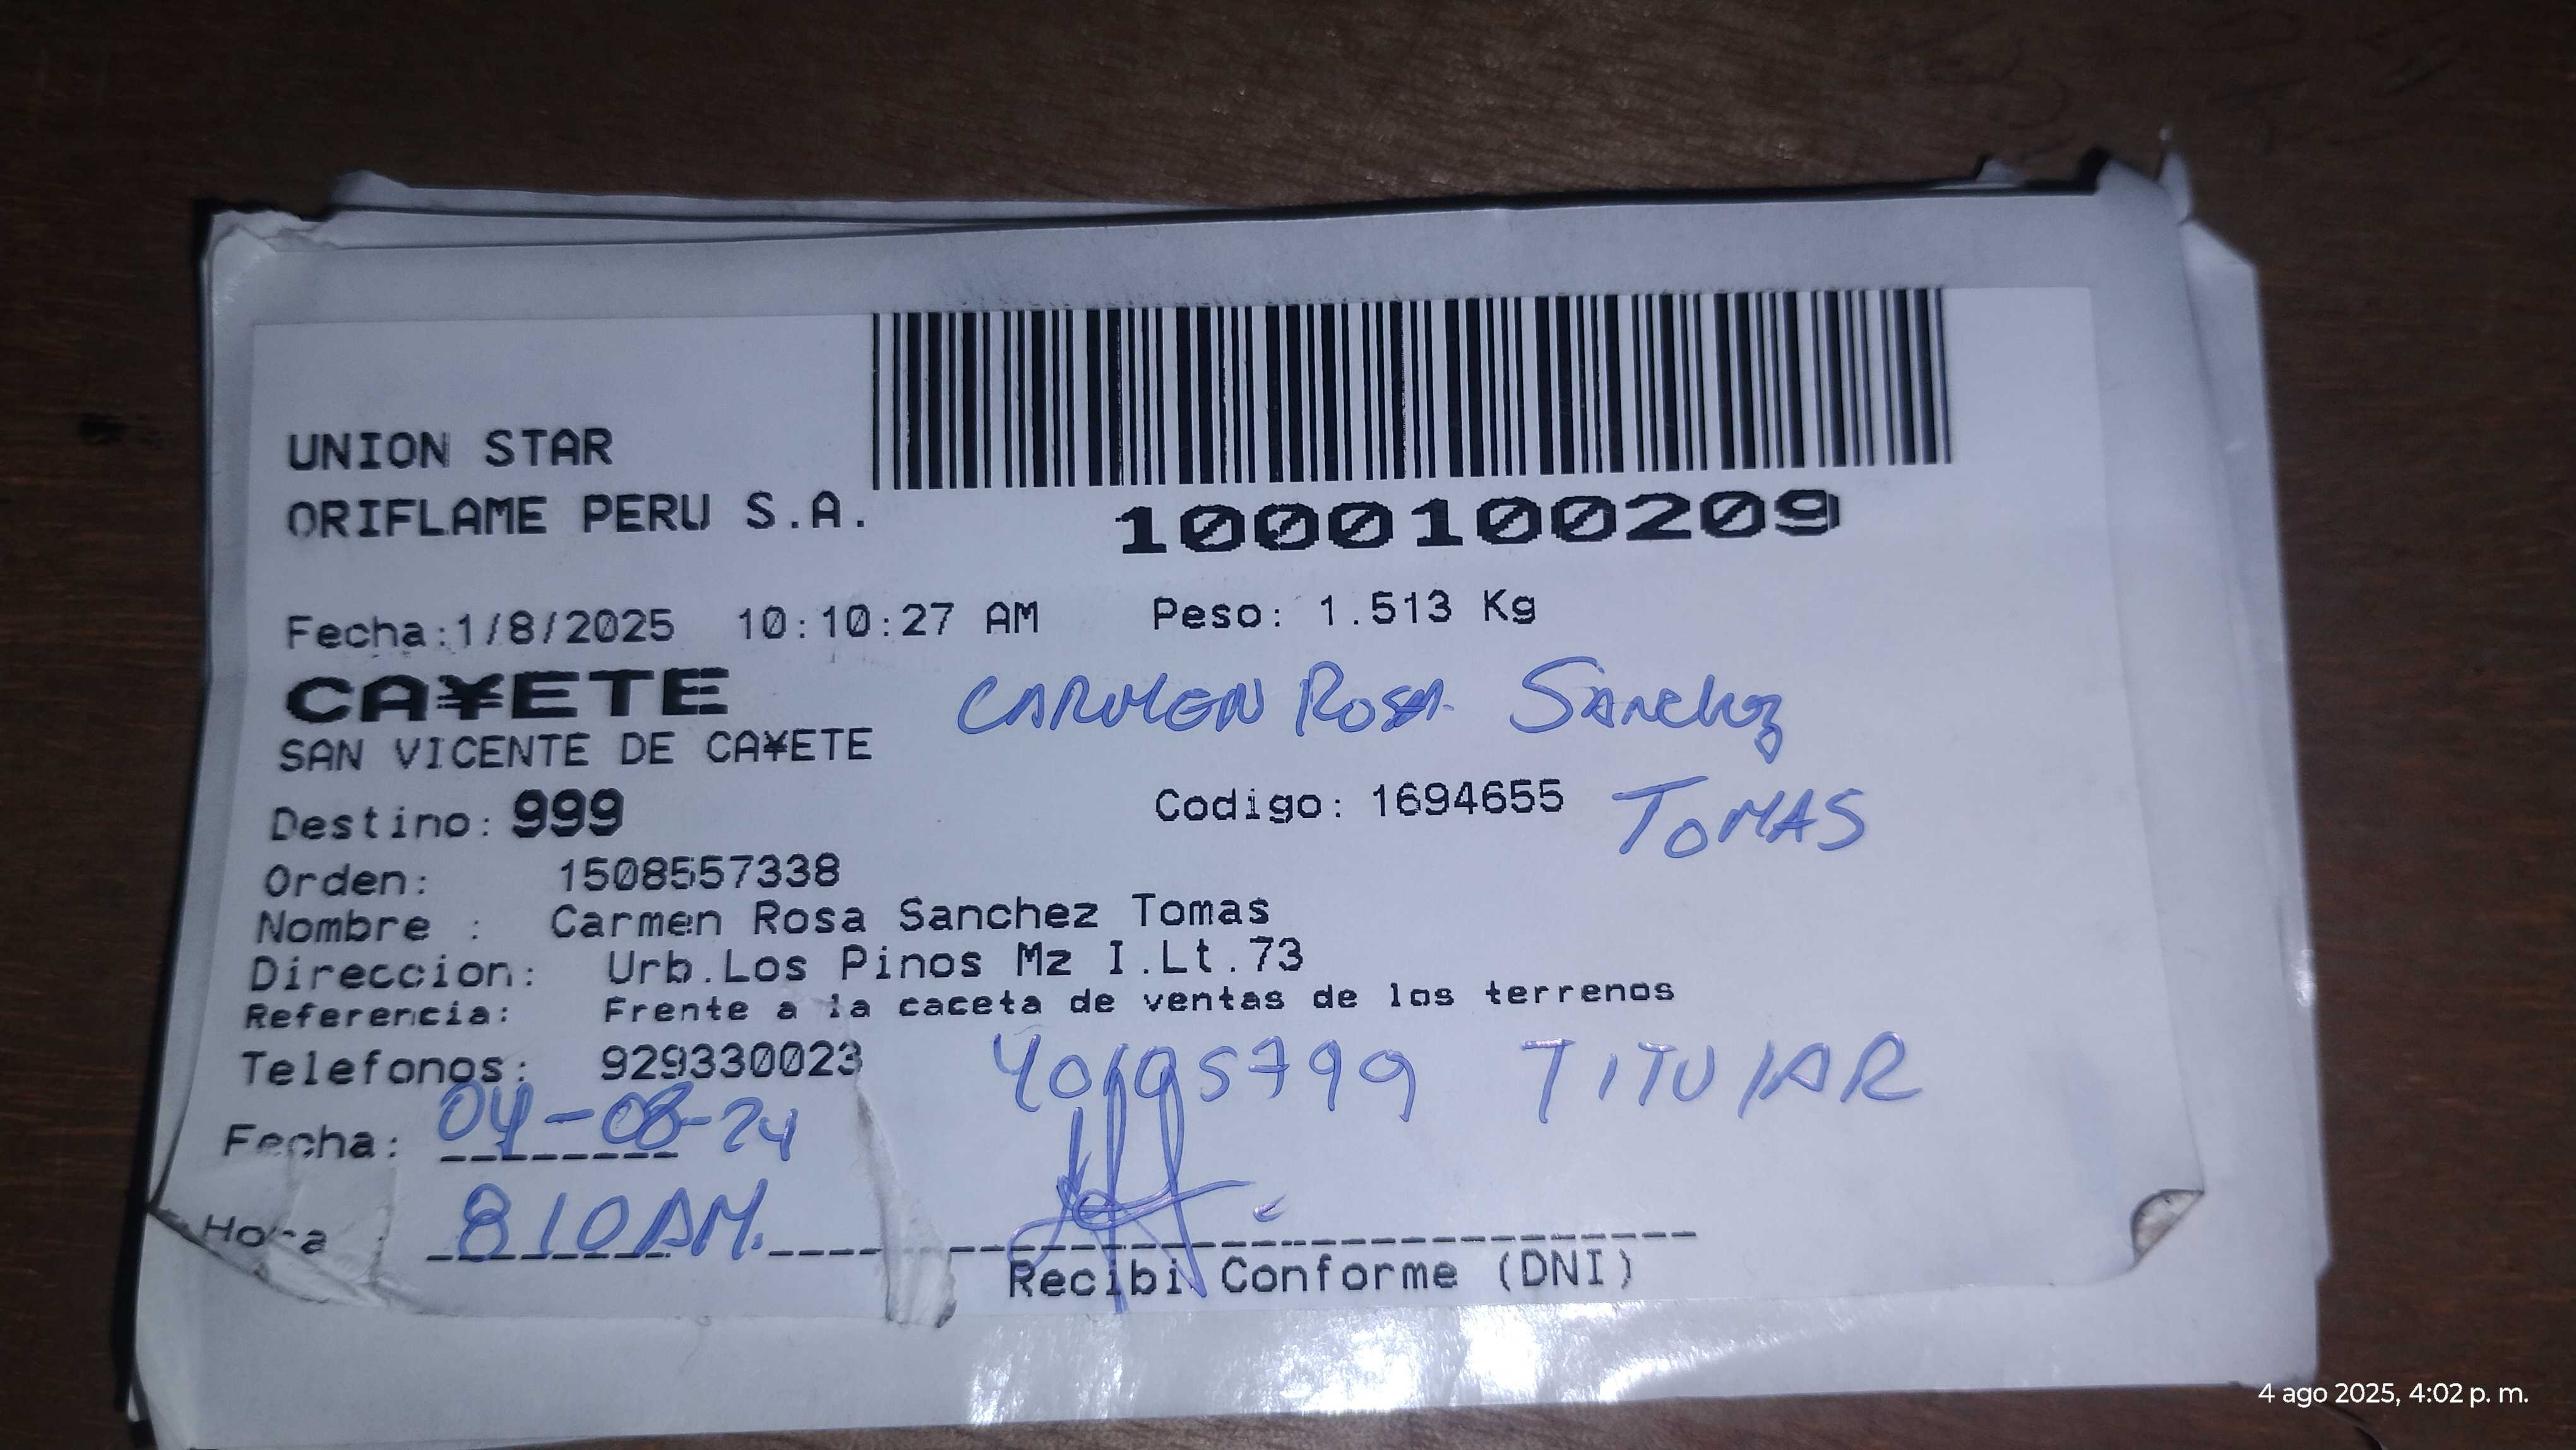 UNION STAR
ORIFLAME PERU S.A.
1000100209
Fecha:1/8/2025 10:10:27 AM Peso: 1.513 Kg
CA¥ETE
CARMEN ROSA Sanchez
SAN VICENTE DE CA¥ETE
Destino: 999 Codigo: 1694655 TOMAS
Orden: 1508557338
Nombre : Carmen Rosa Sanchez Tomas
Direccion: Urb.Los Pinos Mz I.Lt.73
Referencia: Frente a la caceta de ventas de los terrenos
Telefonos: 929330023 TITULAR
Fecha: 04-08-24
Hora 810 AM.
Recibi Conforme (DNI)
4 ago 2025, 4:02 p. m.